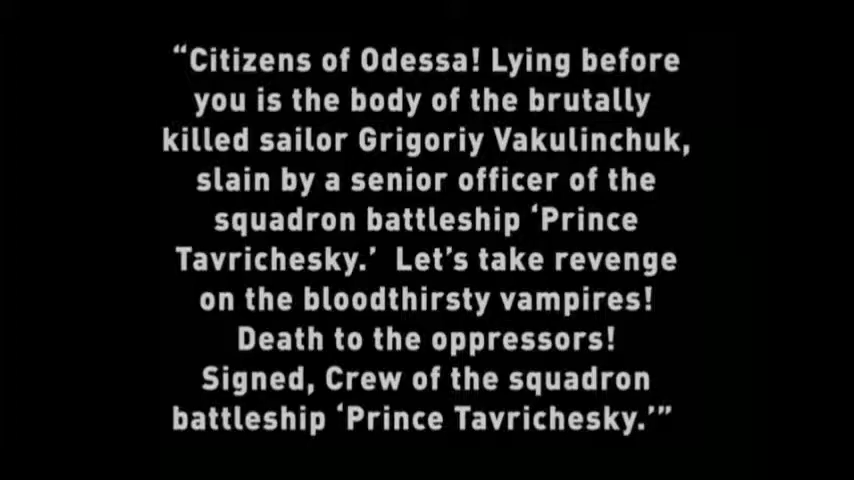 “Citizens of Odessa! Lying before
you is the body of the brutally
killed sailor Grigoriy Vakulinchuk,
slain by a senior officer of the
squadron battleship ‘Prince
Tavrichesky.’ Let’s take revenge
on the bloodthirsty vampires!
Death to the oppressors!
Signed, Crew of the squadron
battleship ‘Prince Tavrichesky.’”